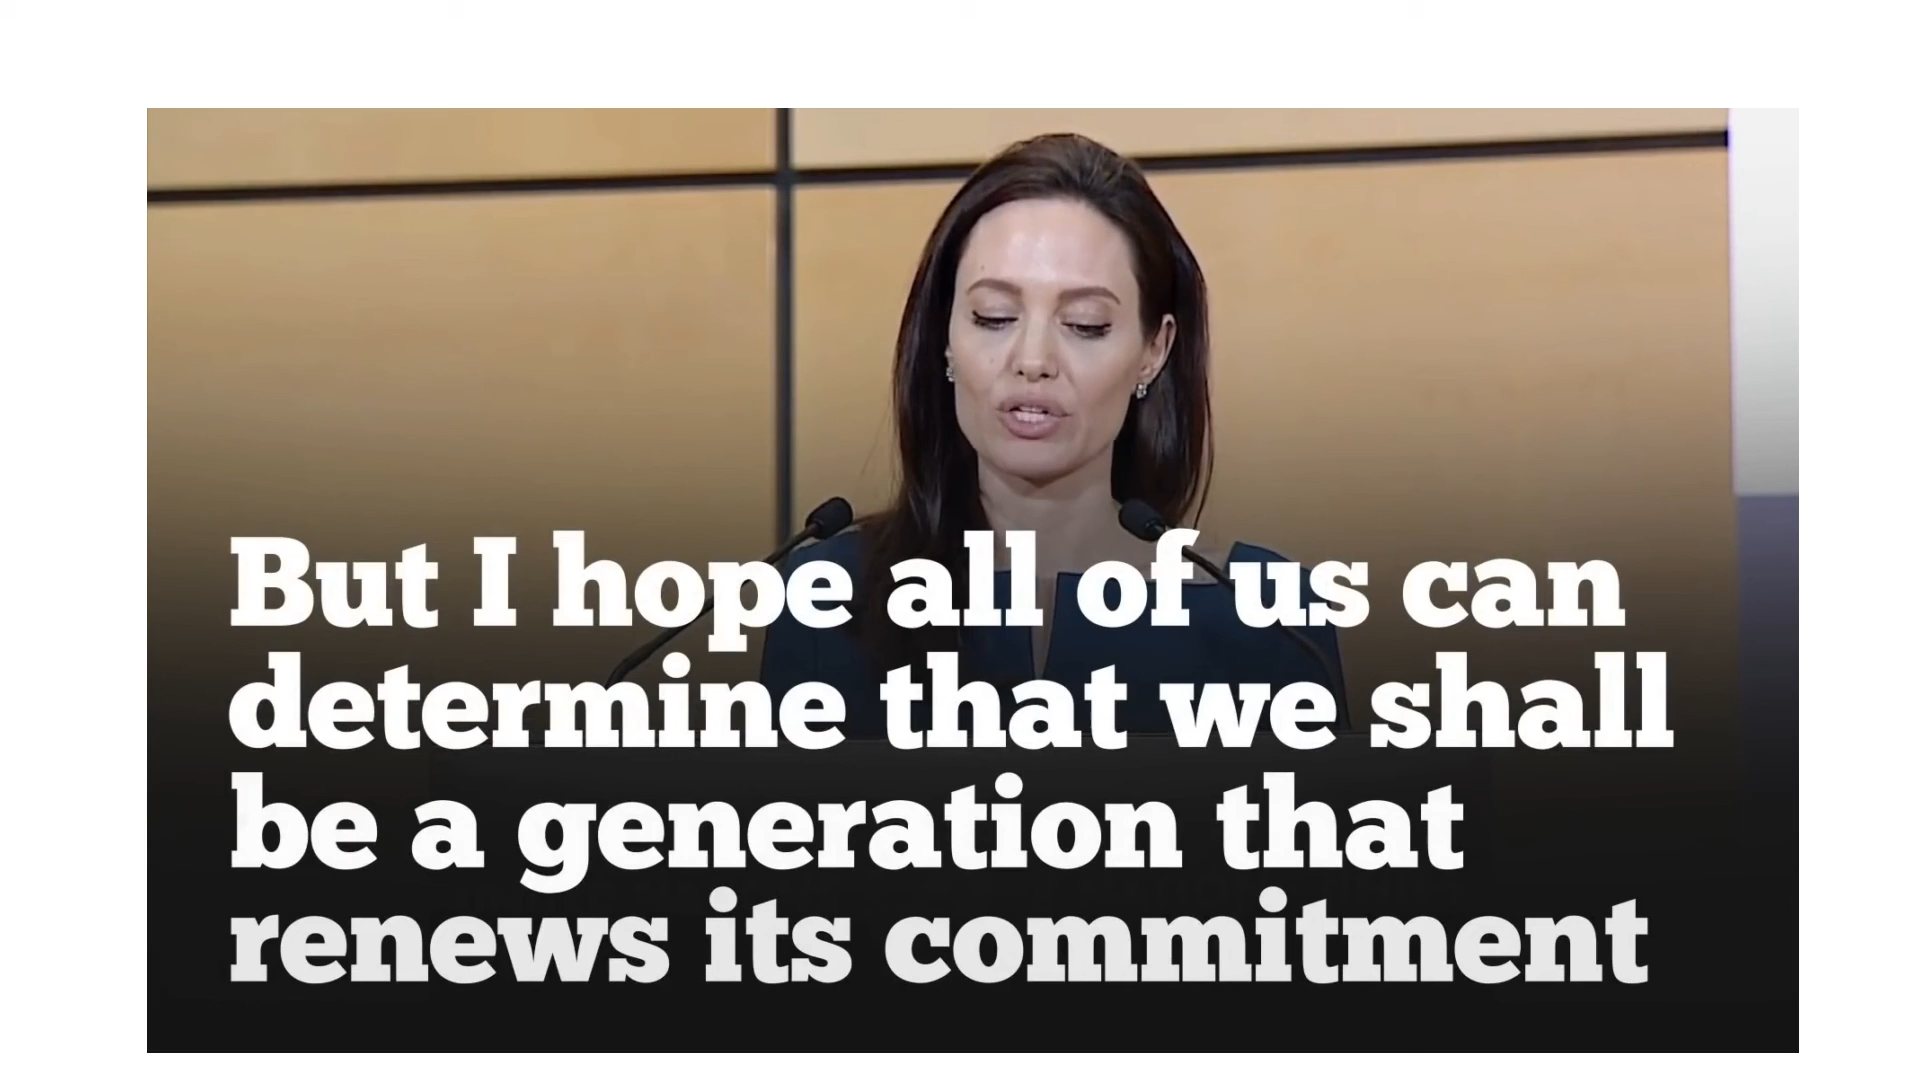 But I hope all of us can
determine that we shall
be a generation that
renews its commitment